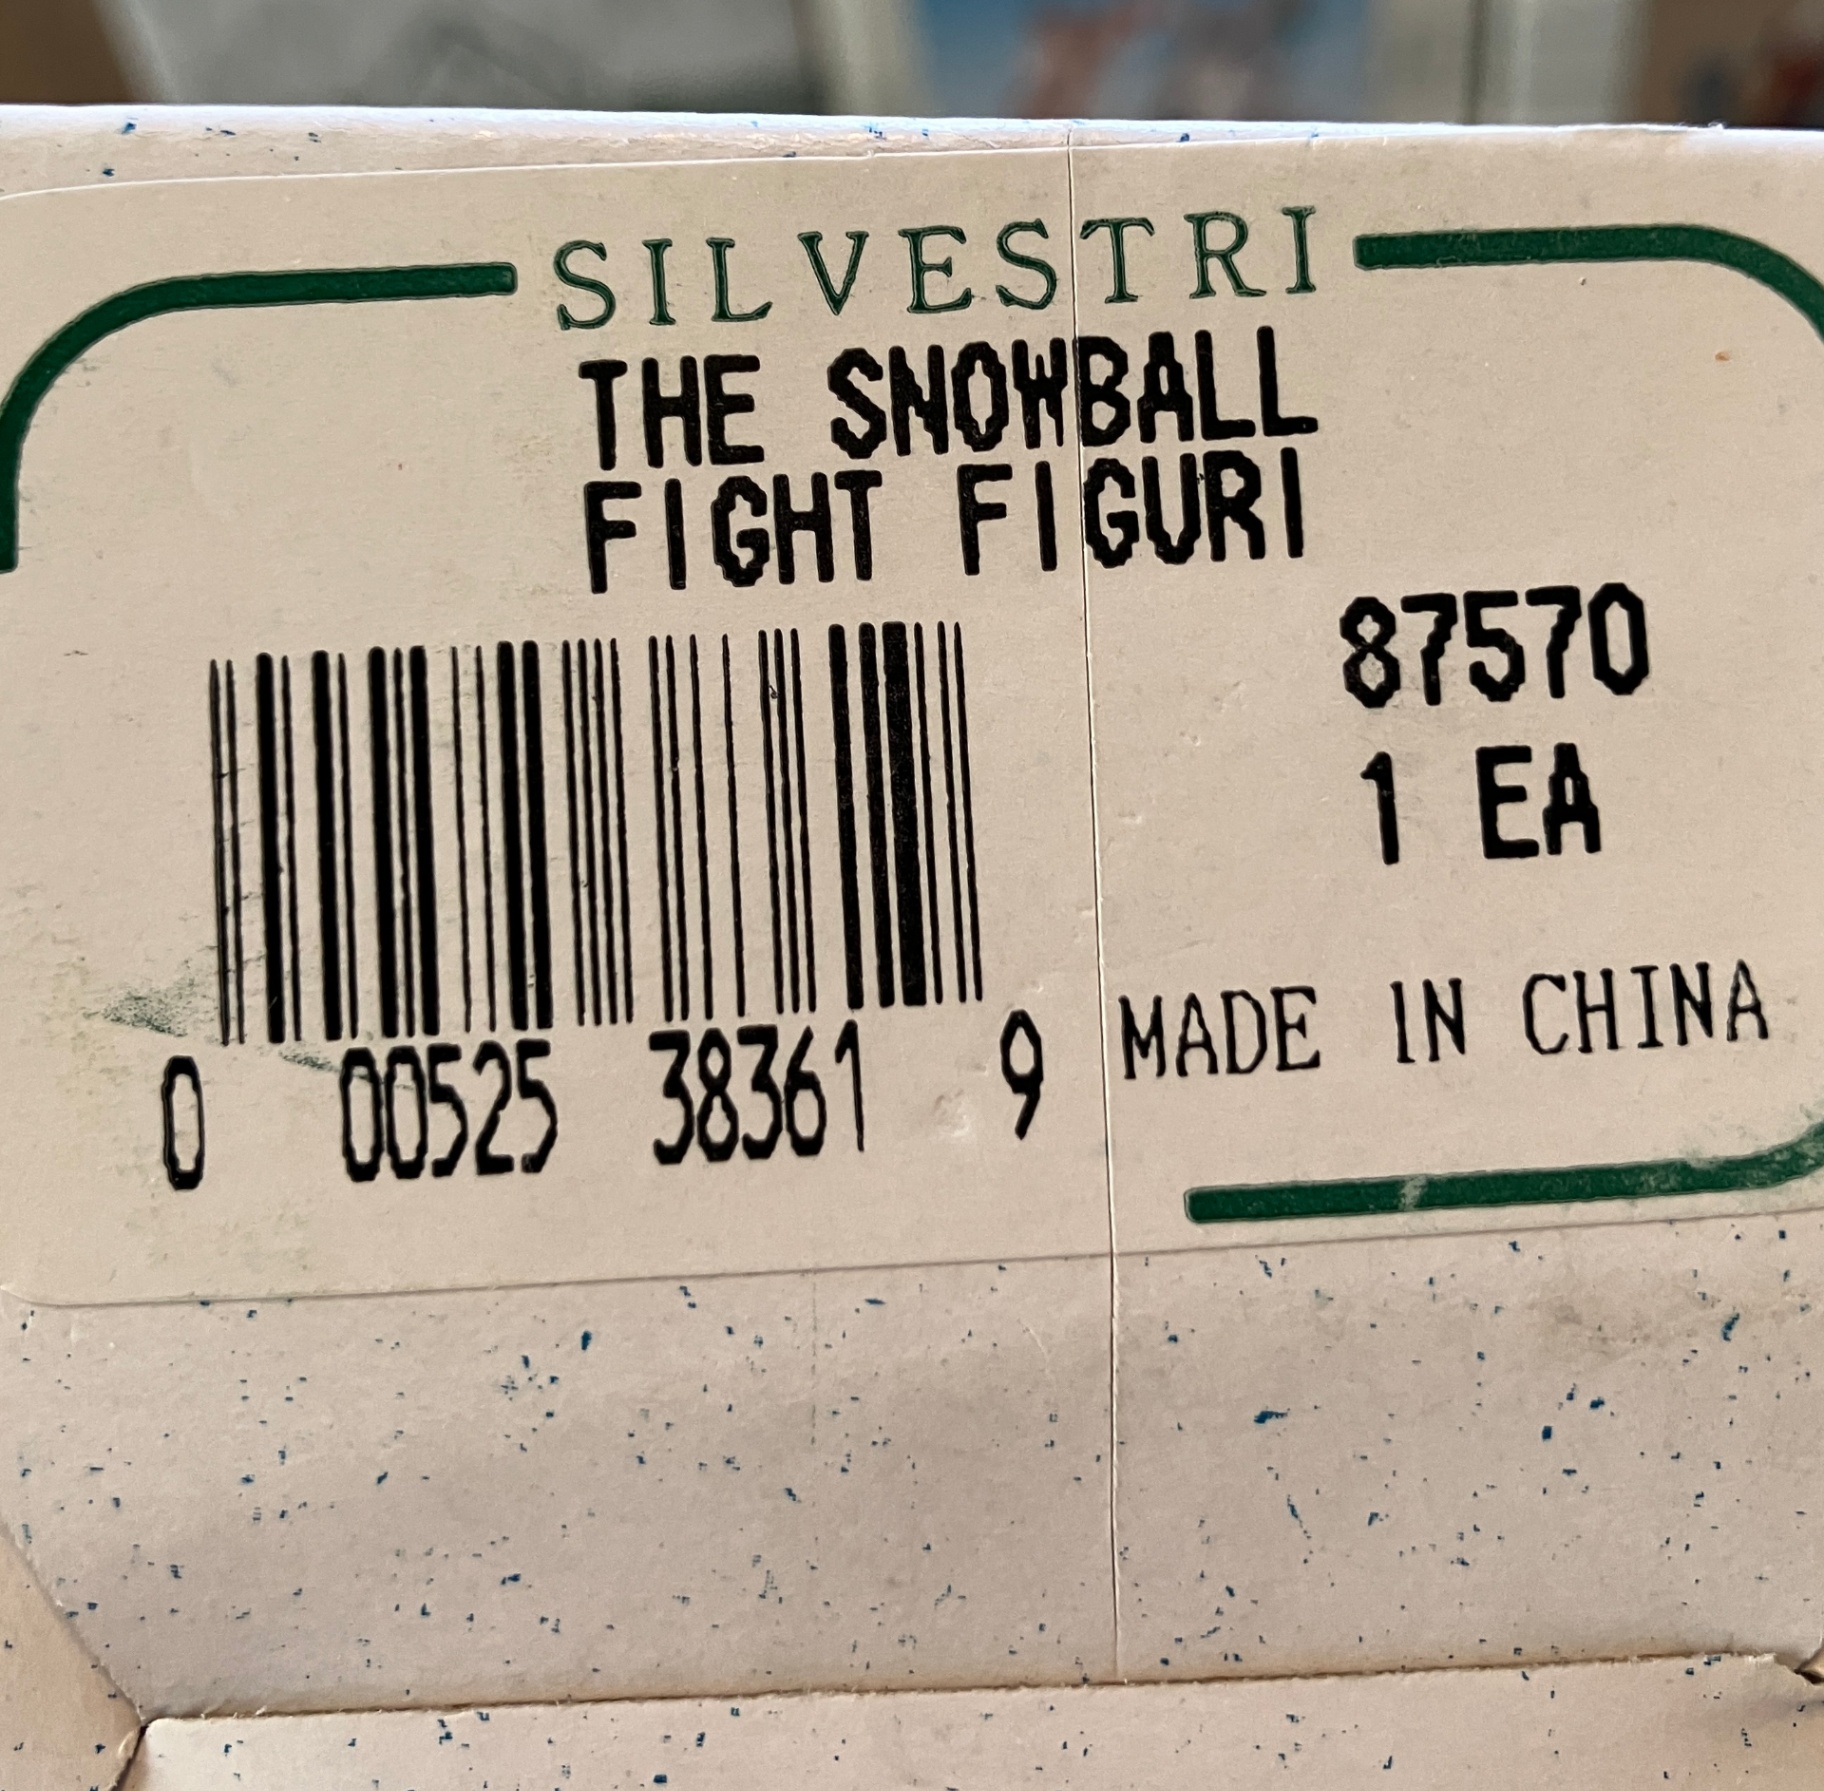 SILVESTRI
THE SNOWBALL
FIGHT FIGURI
87570
1 EA
0 00525 38361 9
MADE IN CHINA